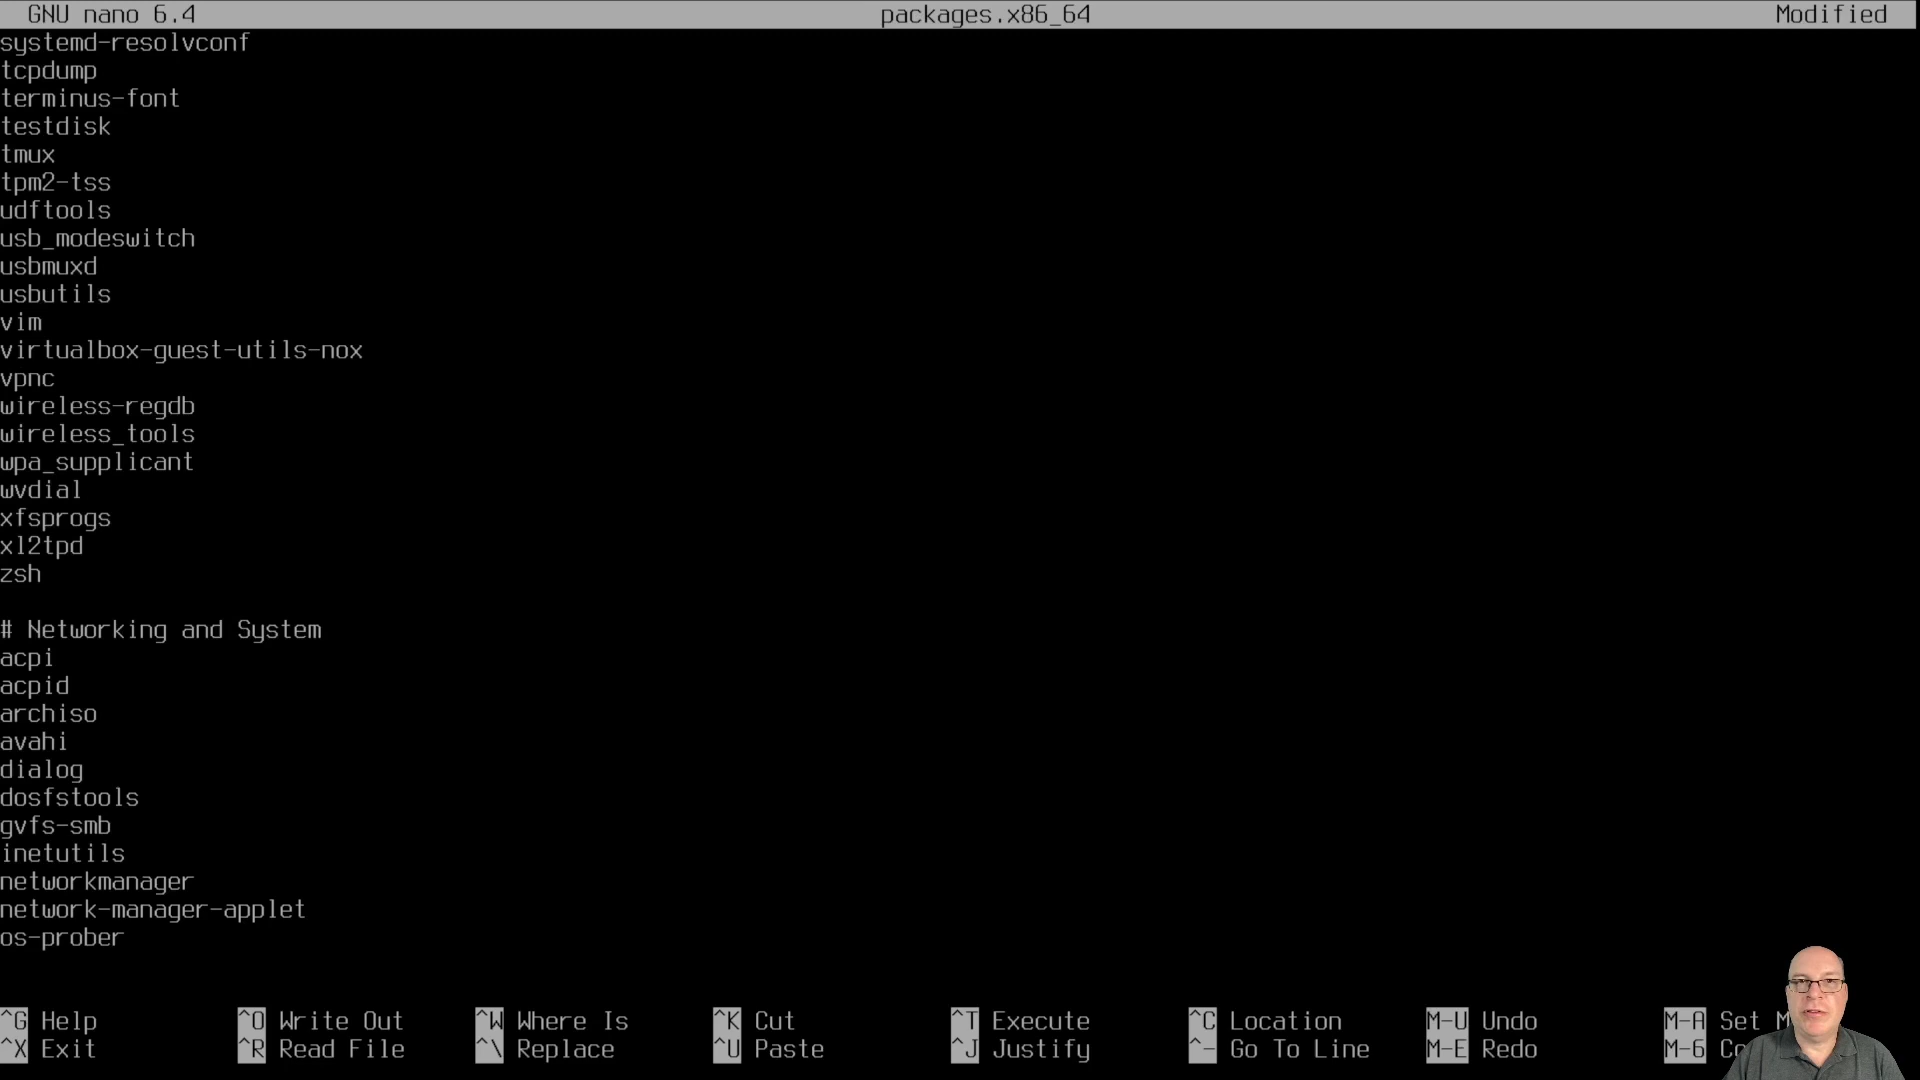 GNU nano 6.4 packages.x86_64 Modified
systemd-resolvconf
tcpdump
terminus-font
testdisk
tmux
tpm2-tss
udftools
usb_modeswitch
usbmuxd
usbutils
vim
virtualbox-guest-utils-nox
vpnc
wireless-regdb
wireless_tools
wpa_supplicant
wvdial
xfsprogs
xl2tpd
zsh
# Networking and System
acpi
acpid
archiso
avahi
dialog
dosfstools
gvfs-smb
inetutils
networkmanager
network-manager-applet
os-prober
^G Help ^O Write Out ^W Where Is ^K Cut ^T Execute ^C Location M-U Undo M-A Set
^X Exit ^R Read File ^\ Replace ^U Paste ^J Justify ^- Go To Line M-E Redo M-6